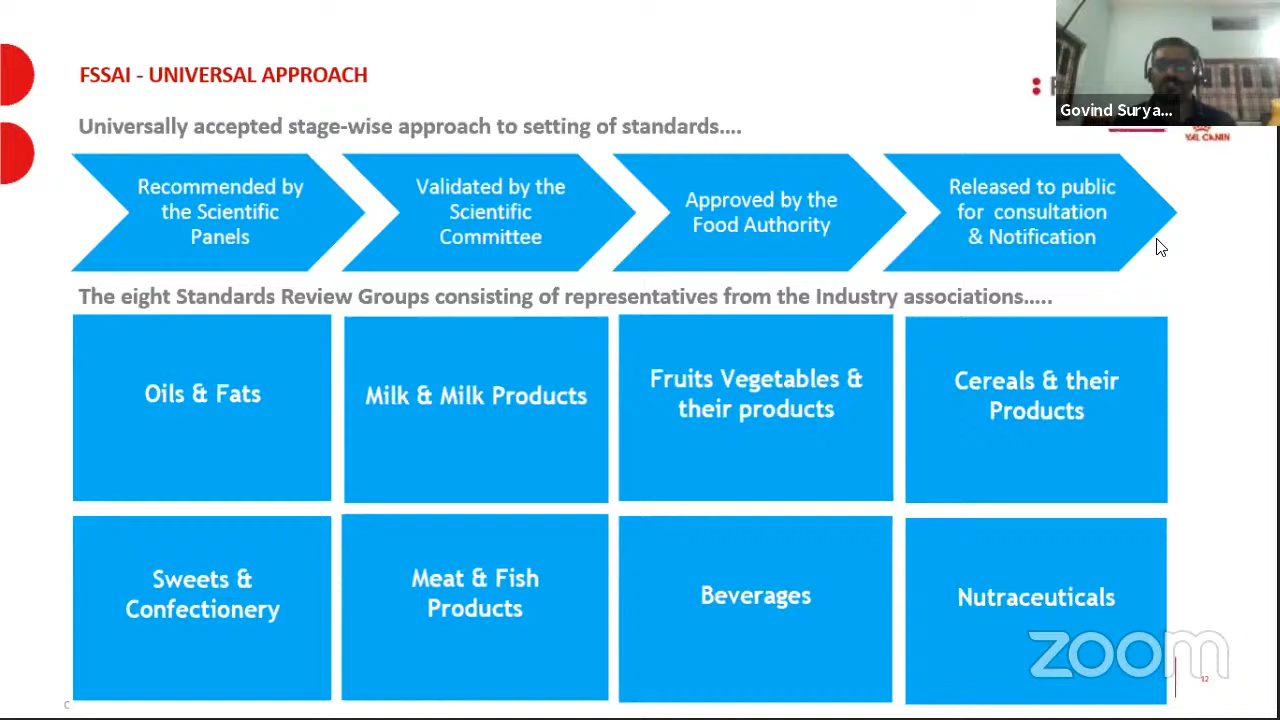 FSSAI - UNIVERSAL APPROACH
Govind Surya...
YAL CANIN
Universally accepted stage-wise approach to setting of standards....
Recommended by
the Scientific
Panels
Validated by the
Scientific
Committee
Approved by the
Food Authority
Released to public
for consultation
& Notification
The eight Standards Review Groups consisting of representatives from the Industry associations.....
Oils & Fats
Milk & Milk Products
Fruits Vegetables &
their products
Cereals & their
Products
Sweets &
Confectionery
Meat & Fish
Products
Beverages
Nutraceuticals
zoom
12
C